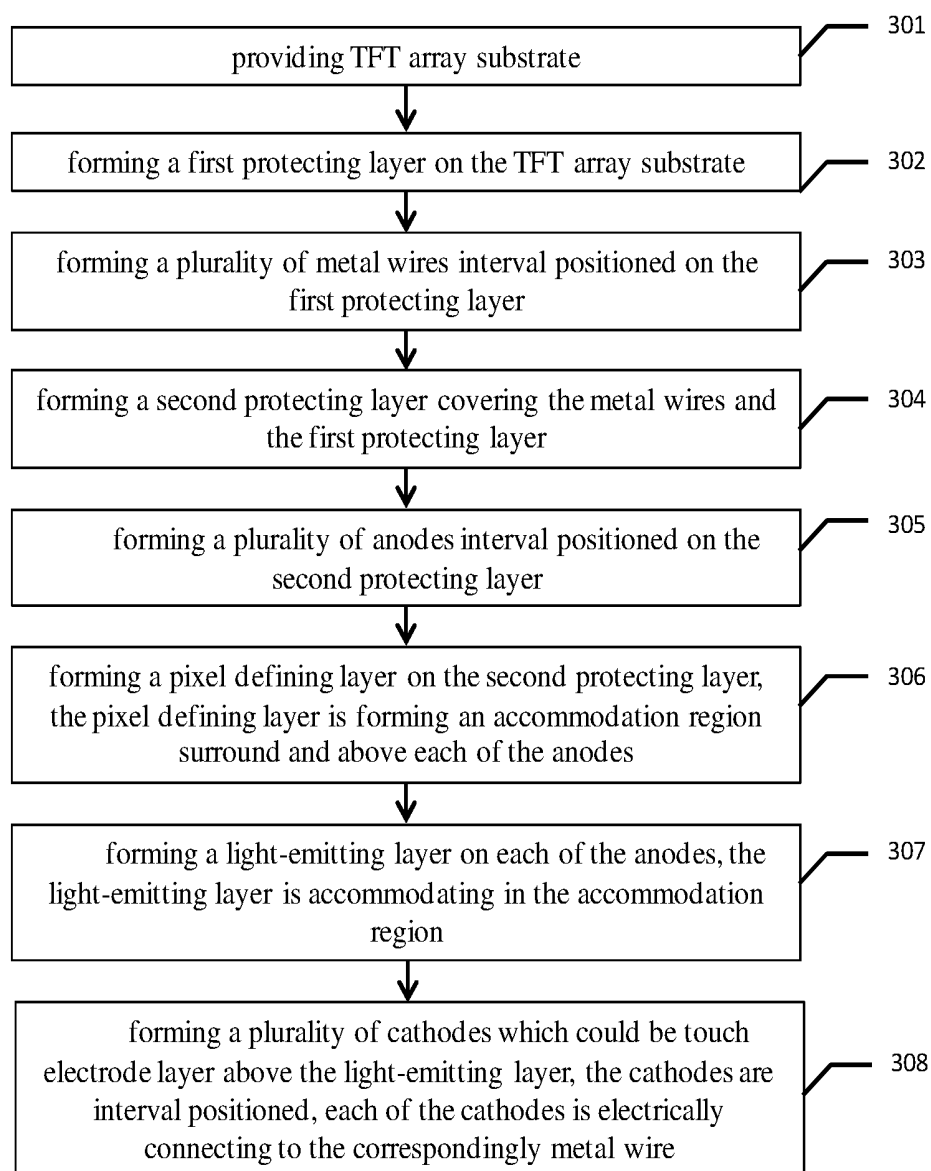 providing TFT array substrate
301
forming a first protecting layer on the TFT array substrate
302
forming a plurality of metal wires interval positioned on the
first protecting layer
303
forming a second protecting layer covering the metal wires and
the first protecting layer
304
forming a plurality of anodes interval positioned on the
second protecting layer
305
forming a pixel defining layer on the second protecting layer,
the pixel defining layer is forming an accommodation region
surround and above each of the anodes
306
forming a light-emitting layer on each of the anodes, the
light-emitting layer is accommodating in the accommodation
region
307
forming a plurality of cathodes which could be touch
electrode layer above the light-emitting layer, the cathodes are
interval positioned, each of the cathodes is electrically
connecting to the correspondingly metal wire
308